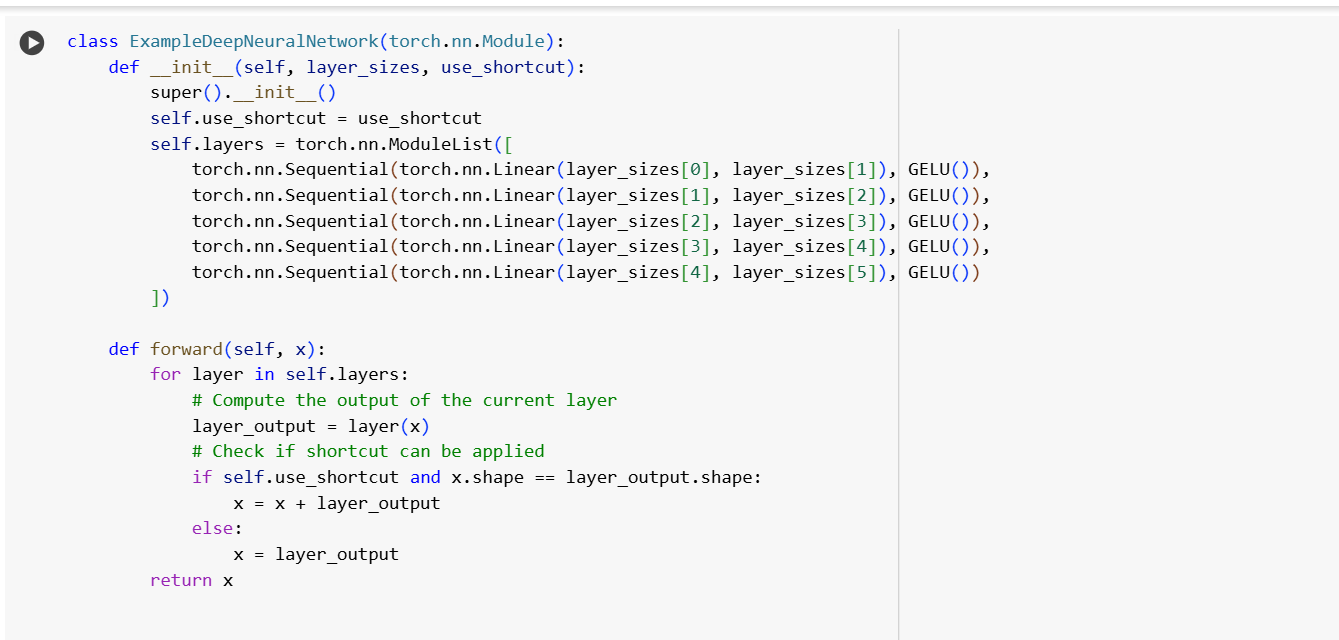 class ExampleDeepNeuralNetwork(torch.nn.Module):
    def __init__(self, layer_sizes, use_shortcut):
        super().__init__()
        self.use_shortcut = use_shortcut
        self.layers = torch.nn.ModuleList([
            torch.nn.Sequential(torch.nn.Linear(layer_sizes[0], layer_sizes[1]), GELU()),
            torch.nn.Sequential(torch.nn.Linear(layer_sizes[1], layer_sizes[2]), GELU()),
            torch.nn.Sequential(torch.nn.Linear(layer_sizes[2], layer_sizes[3]), GELU()),
            torch.nn.Sequential(torch.nn.Linear(layer_sizes[3], layer_sizes[4]), GELU()),
            torch.nn.Sequential(torch.nn.Linear(layer_sizes[4], layer_sizes[5]), GELU())
        ])

    def forward(self, x):
        for layer in self.layers:
            # Compute the output of the current layer
            layer_output = layer(x)
            # Check if shortcut can be applied
            if self.use_shortcut and x.shape == layer_output.shape:
                x = x + layer_output
            else:
                x = layer_output
        return x